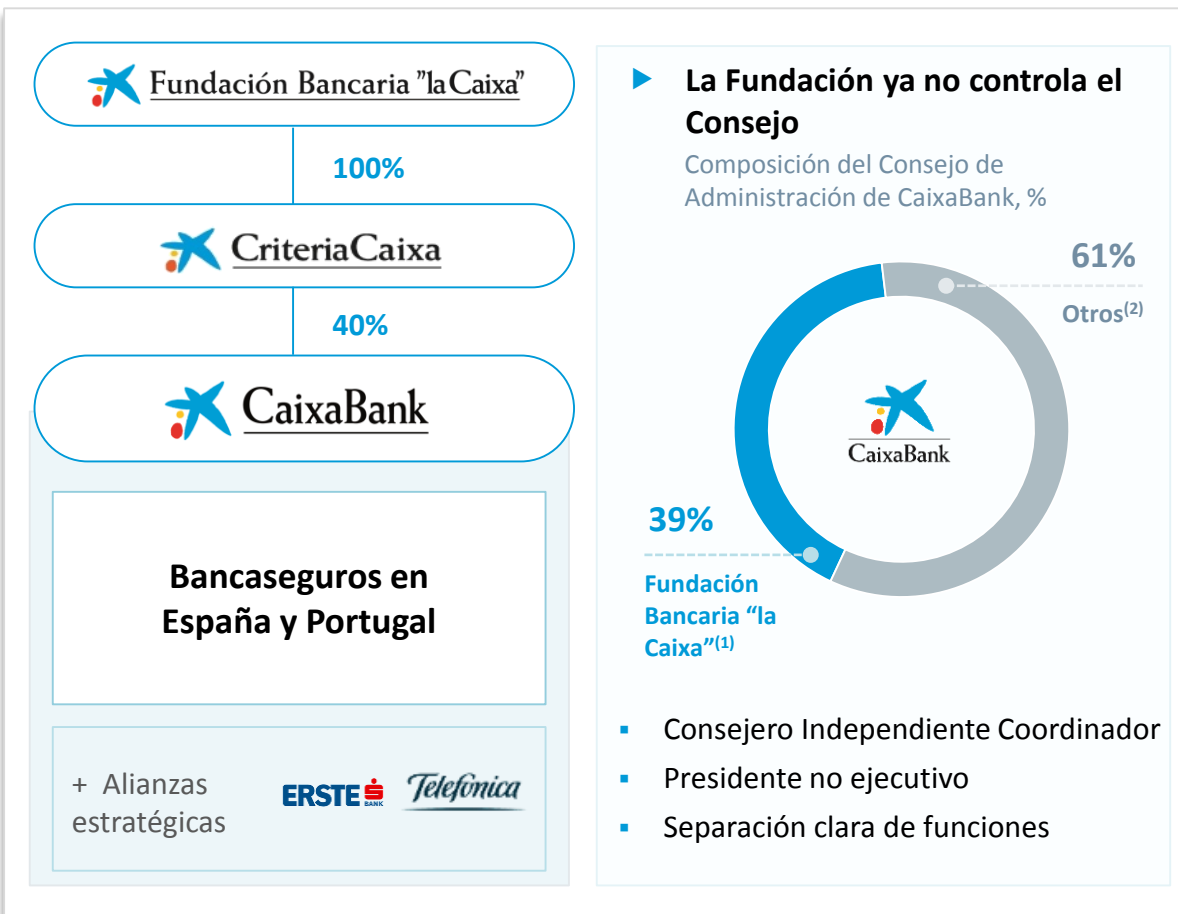 Fundación Bancaria "la Caixa"
100%
CriteriaCaixa
40%
CaixaBank
Bancaseguros en
España y Portugal
+ Alianzas
estratégicas
ERSTE
BANK
Telefónica
La Fundación ya no controla el
Consejo
Composición del Consejo de
Administración de CaixaBank, %
61%
Otros(2)
CaixaBank
39%
Fundación
Bancaria “la
Caixa”(1)
Consejero Independiente Coordinador
Presidente no ejecutivo
Separación clara de funciones